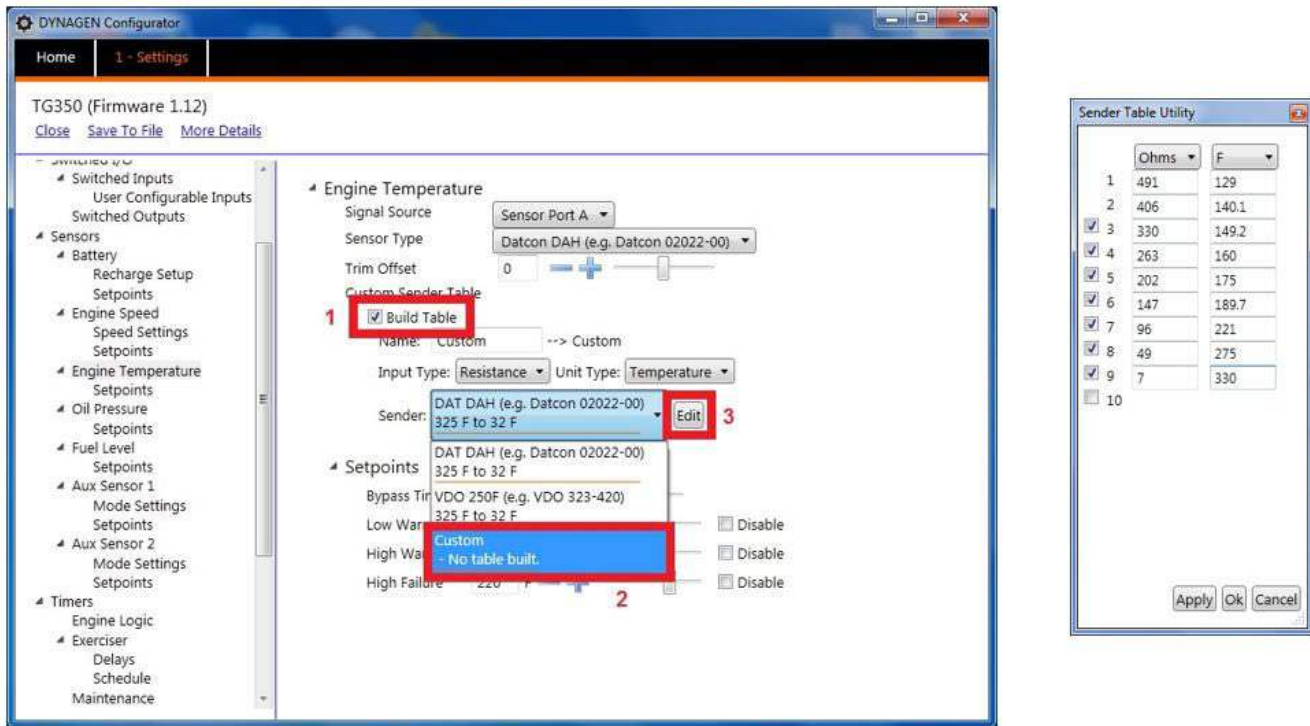 DYNAGEN Configurator
Home 1 - Settings
TG350 (Firmware 1.12)
Close Save To File More Details
Switched I/O
Switched Inputs
User Configurable Inputs
Switched Outputs
Sensors
Battery
Recharge Setup
Setpoints
Engine Speed
Speed Settings
Setpoints
Engine Temperature
Setpoints
Oil Pressure
Setpoints
Fuel Level
Setpoints
Aux Sensor 1
Mode Settings
Setpoints
Aux Sensor 2
Mode Settings
Setpoints
Timers
Engine Logic
Exerciser
Delays
Schedule
Maintenance
Engine Temperature
Signal Source Sensor Port A
Sensor Type Datcon DAH (e.g. Datcon 02022-00)
Trim Offset 0
Custom Sender Table
1 Build Table
Name: Custom --> Custom
Input Type: Resistance Unit Type: Temperature
Sender: DAT DAH (e.g. Datcon 02022-00)
325 F to 32 F
Edit 3
DAT DAH (e.g. Datcon 02022-00)
325 F to 32 F
VDO 250F (e.g. VDO 323-420)
325 F to 32 F
Custom
- No table built.
2
Setpoints
Bypass Tir
Low War Disable
High Wa Disable
High Failure 220 F Disable
Sender Table Utility
Ohms F
1 491 129
2 406 140.1
3 330 149.2
4 263 160
5 202 175
6 147 189.7
7 96 221
8 49 275
9 7 330
10
Apply Ok Cancel